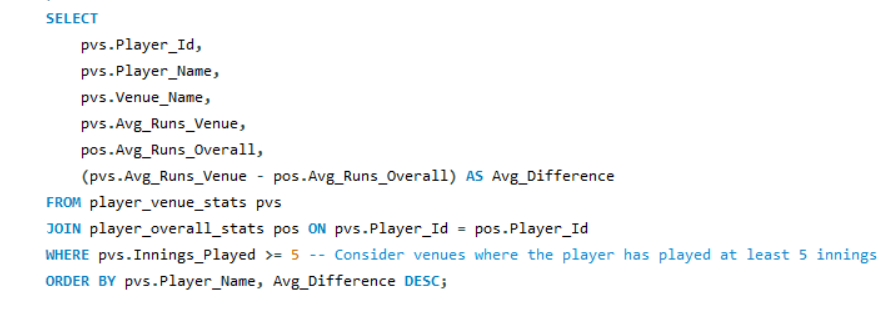 SELECT
pvs.Player_Id,
pvs.Player_Name,
pvs.Venue_Name,
pvs.Avg_Runs_Venue,
pos.Avg_Runs_Overall,
(pvs.Avg_Runs_Venue - pos.Avg_Runs_Overall) AS Avg_Difference
FROM player_venue_stats pvs
JOIN player_overall_stats pos ON pvs.Player_Id = pos.Player_Id
WHERE pvs.Innings_Played >= 5 -- Consider venues where the player has played at least 5 innings
ORDER BY pvs.Player_Name, Avg_Difference DESC;